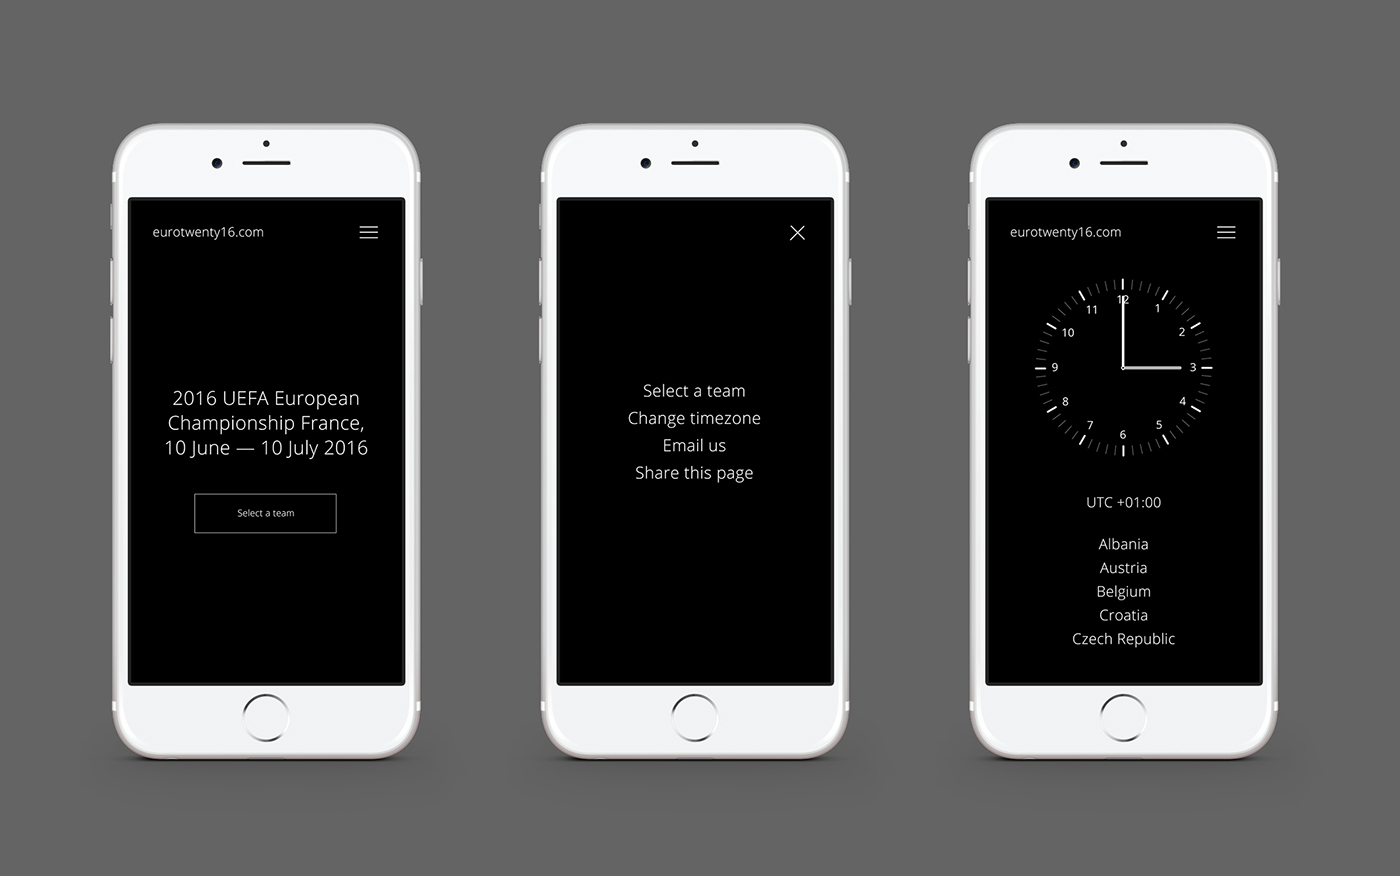 eurotwenty16.com
2016 UEFA European
Championship France,
10 June — 10 July 2016
Select a team
Select a team
Change timezone
Email us
Share this page
eurotwenty16.com
12
1
2
3
4
5
6
7
8
9
10
11
UTC +01:00
Albania
Austria
Belgium
Croatia
Czech Republic